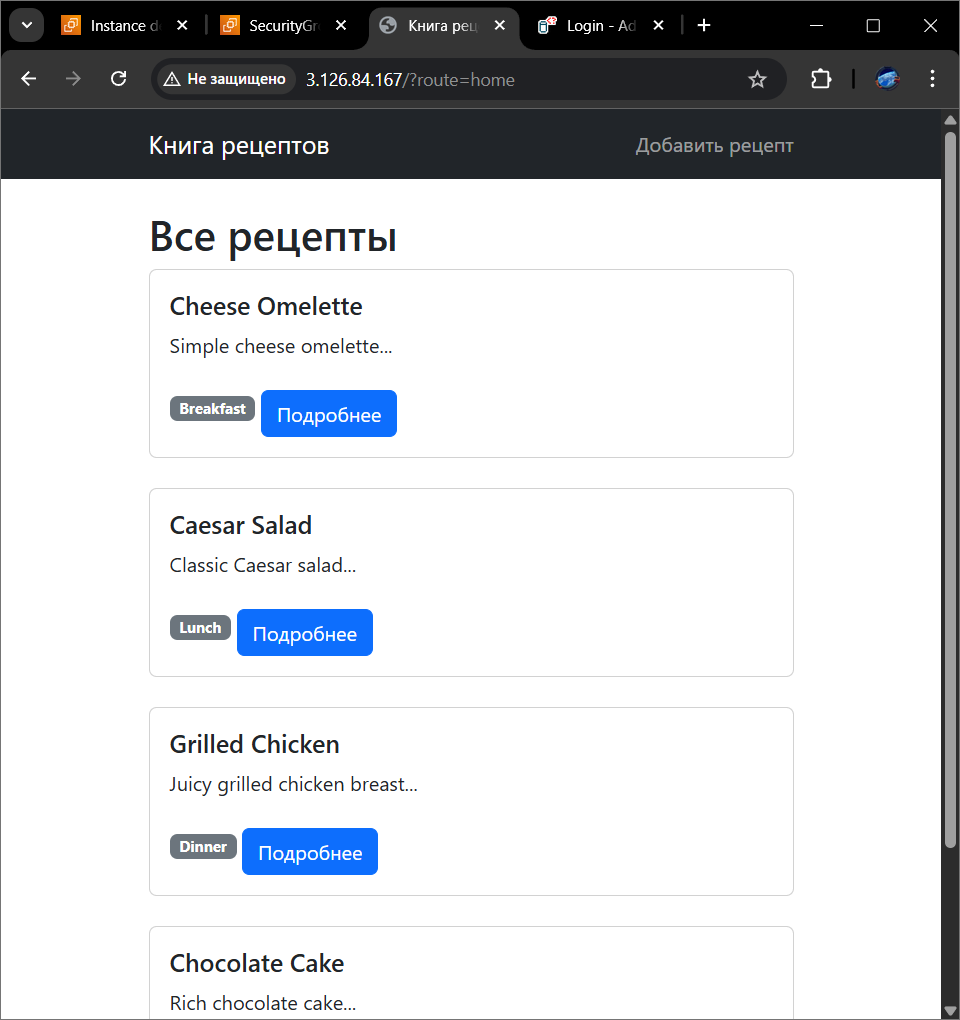 Instance d
SecurityGr
Книга рец
Login - Ad
Не защищено
3.126.84.167/?route=home
Книга рецептов
Добавить рецепт
Все рецепты
Cheese Omelette
Simple cheese omelette...
Breakfast
Подробнее
Caesar Salad
Classic Caesar salad...
Lunch
Подробнее
Grilled Chicken
Juicy grilled chicken breast...
Dinner
Подробнее
Chocolate Cake
Rich chocolate cake...